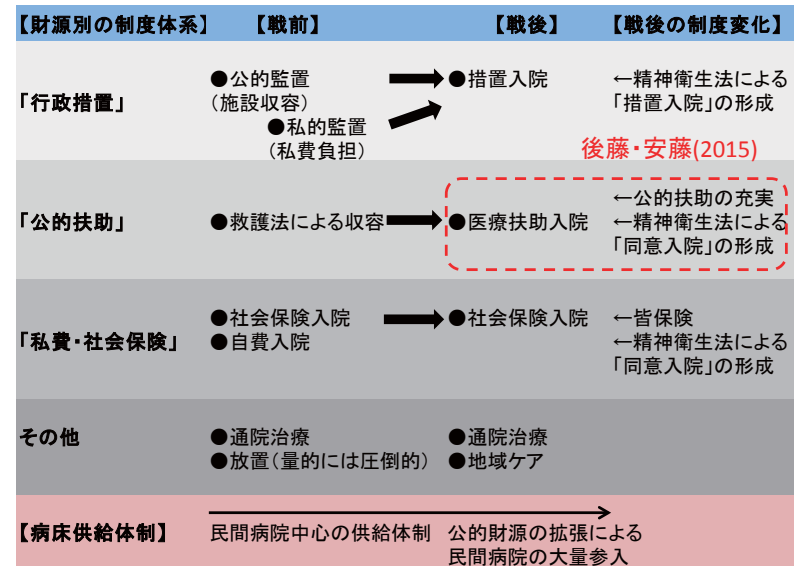 【財源別の制度体系】 【戦前】 【戦後】 【戦後の制度変化】
「行政措置」
●公的監置
(施設収容)
●私的監置
(私費負担)
●措置入院
←精神衛生法による
「措置入院」の形成
後藤・安藤(2015)
「公的扶助」
●救護法による収容
●医療扶助入院
←公的扶助の充実
←精神衛生法による
「同意入院」の形成
「私費・社会保険」
●社会保険入院
●自費入院
●社会保険入院
←皆保険
←精神衛生法による
「同意入院」の形成
その他
●通院治療
●放置(量的には圧倒的)
●通院治療
●地域ケア
【病床供給体制】
民間病院中心の供給体制
公的財源の拡張による
民間病院の大量参入